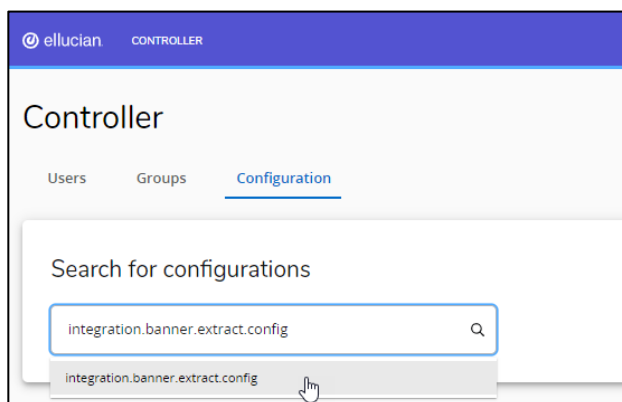 ellucian. CONTROLLER
Controller
Users Groups Configuration
Search for configurations
integration.banner.extract.config
integration.banner.extract.config